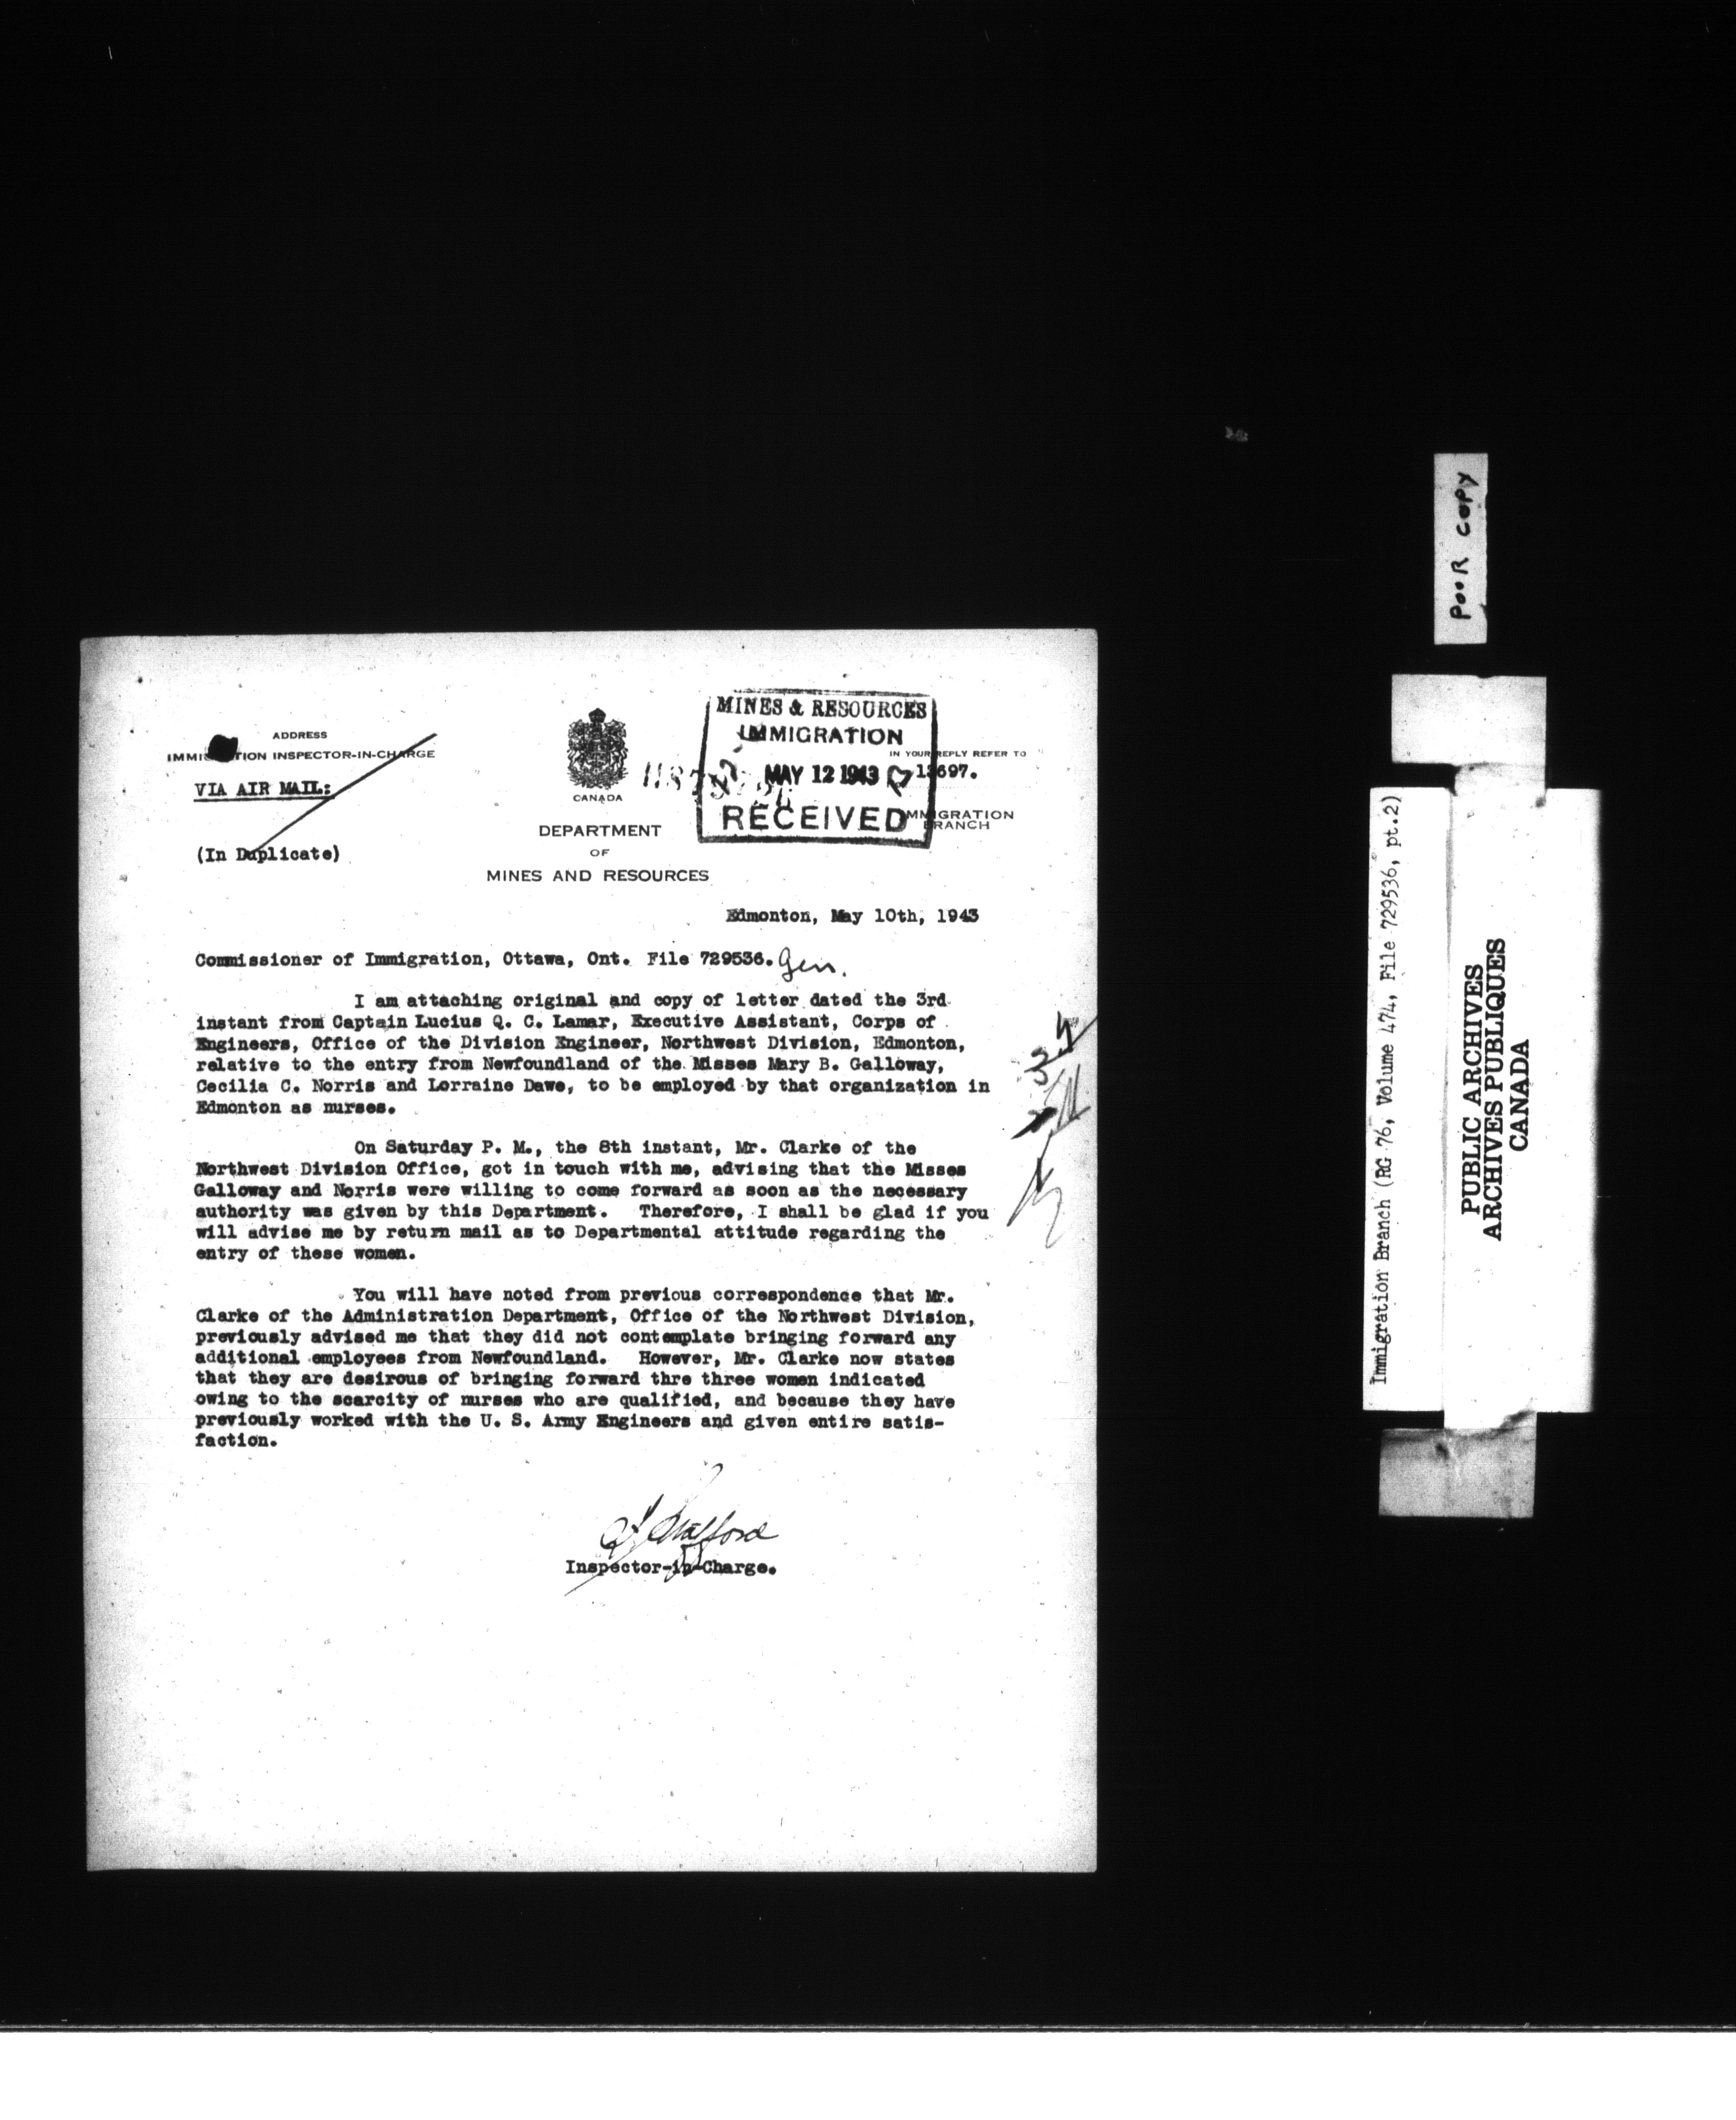 ADDRESS
IMMIGRATION INSPECTOR-IN-CHARGE
VIA AIR MAIL:
(In Duplicate)
CANADA
DEPARTMENT
OF
MINES AND RESOURCES
MINES & RESOURCES
IMMIGRATION
MAY 12 1943
RECEIVED
IN YOUR REPLY REFER TO
13697.
IMMIGRATION
BRANCH
Edmonton, May 10th, 1943
Commissioner of Immigration, Ottawa, Ont. File 729536. Gen.
I am attaching original and copy of letter dated the 3rd
instant from Captain Lucius Q. C. Lamar, Executive Assistant, Corps of
Engineers, Office of the Division Engineer, Northwest Division, Edmonton,
relative to the entry from Newfoundland of the Misses Mary B. Galloway,
Cecilia C. Norris and Lorraine Dawe, to be employed by that organization in
Edmonton as nurses.
On Saturday P. M., the 8th instant, Mr. Clarke of the
Northwest Division Office, got in touch with me, advising that the Misses
Galloway and Norris were willing to come forward as soon as the necessary
authority was given by this Department. Therefore, I shall be glad if you
will advise me by return mail as to Departmental attitude regarding the
entry of these women.
You will have noted from previous correspondence that Mr.
Clarke of the Administration Department, Office of the Northwest Division,
previously advised me that they did not contemplate bringing forward any
additional employees from Newfoundland. However, Mr. Clarke now states
that they are desirous of bringing forward thre three women indicated
owing to the scarcity of nurses who are qualified, and because they have
previously worked with the U. S. Army Engineers and given entire satis-
faction.
Inspector-in-Charge.
POOR COPY
Immigration Branch (RG 76, Volume 474, File 729536, pt.2)
PUBLIC ARCHIVES
ARCHIVES PUBLIQUES
CANADA